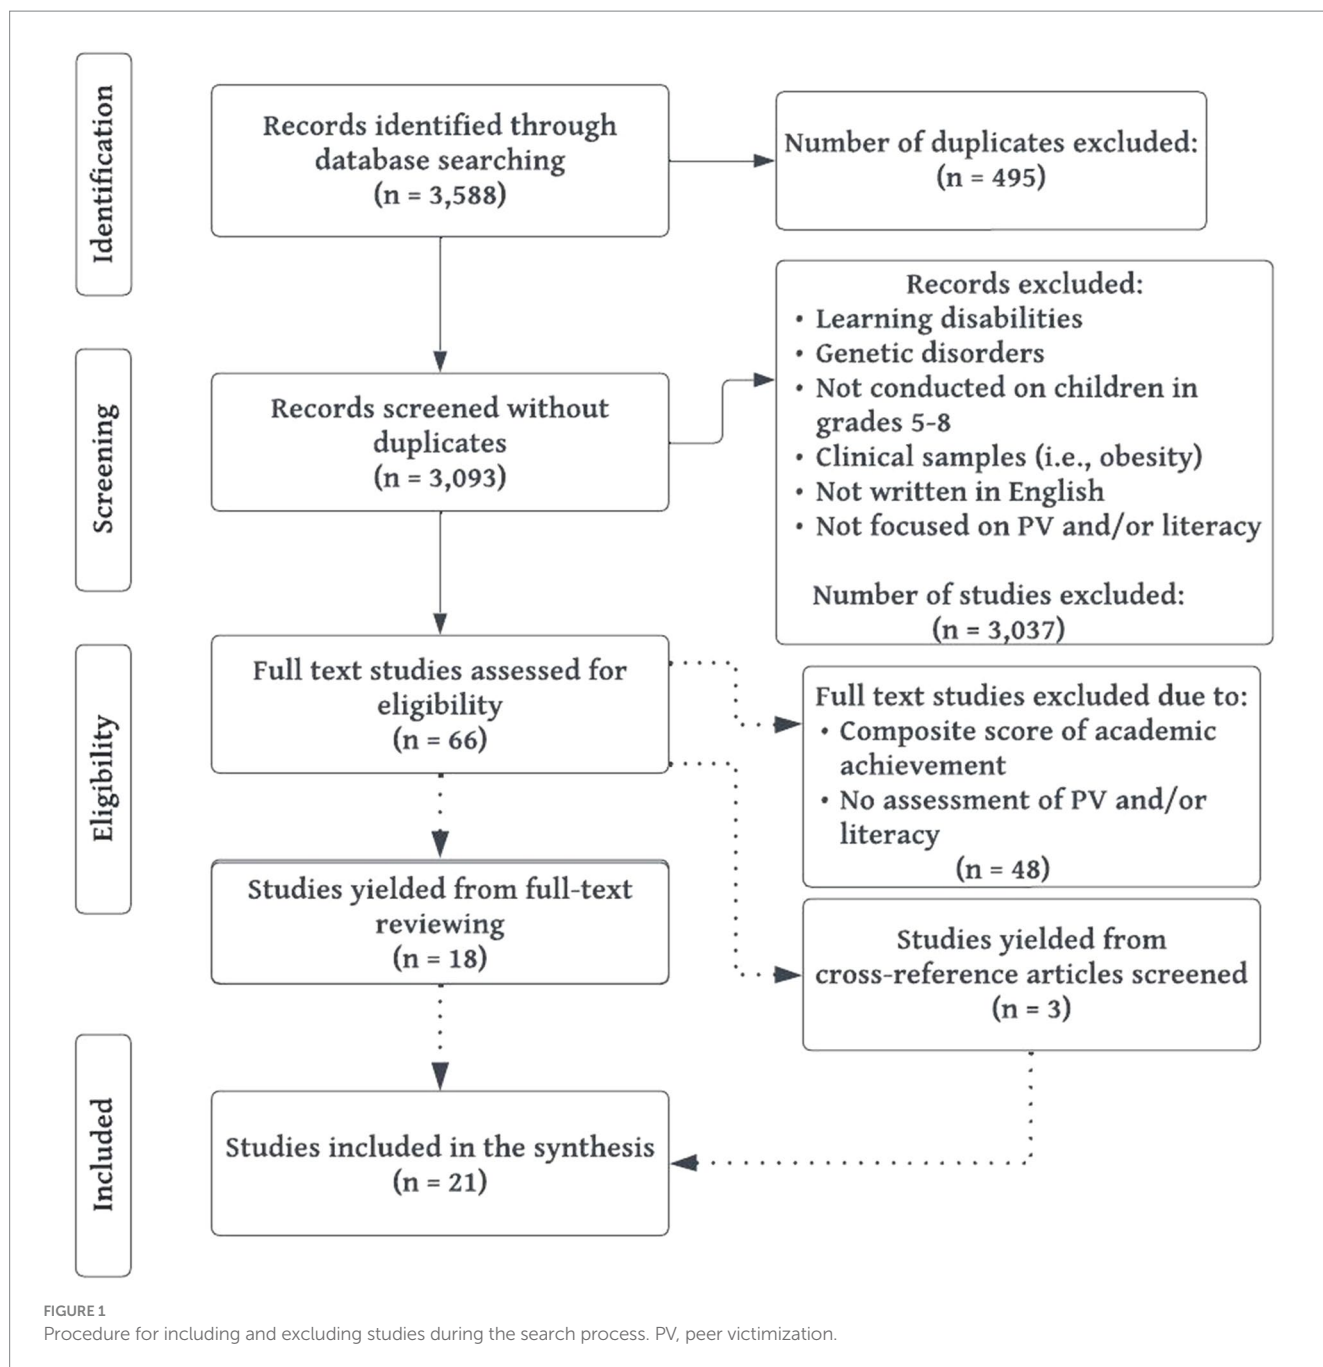 Identification
Records identified through
database searching
(n = 3,588)
Number of duplicates excluded:
(n = 495)
Screening
Records screened without
duplicates
(n = 3,093)
Records excluded:
• Learning disabilities
• Genetic disorders
• Not conducted on children in
grades 5-8
• Clinical samples (i.e., obesity)
• Not written in English
• Not focused on PV and/or literacy
Number of studies excluded:
(n = 3,037)
Eligibility
Full text studies assessed for
eligibility
(n = 66)
Full text studies excluded due to:
• Composite score of academic
achievement
• No assessment of PV and/or
literacy
(n = 48)
Studies yielded from full-text
reviewing
(n = 18)
Studies yielded from
cross-reference articles screened
(n = 3)
Included
Studies included in the synthesis
(n = 21)
FIGURE 1
Procedure for including and excluding studies during the search process. PV, peer victimization.